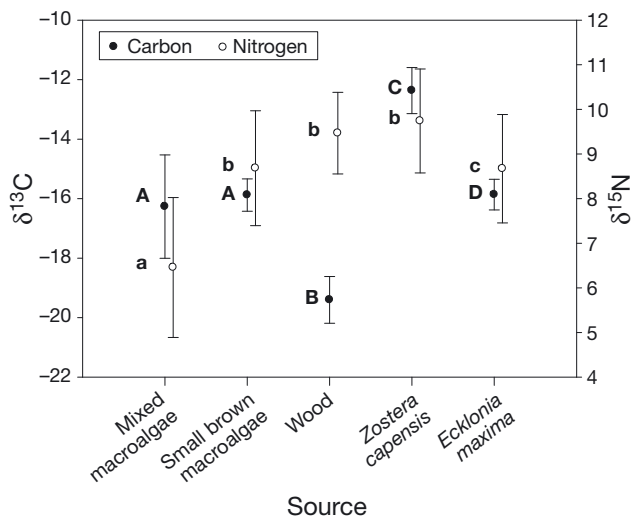 −10
−12
−14
−16
−18
−20
−22
δ13C
Carbon
Nitrogen
12
11
10
9
8
7
6
5
4
δ15N
A
a
b
A
b
B
C
b
c
D
Mixed
macroalgae
Small brown
macroalgae
Wood
Zostera
capensis
Ecklonia
maxima
Source